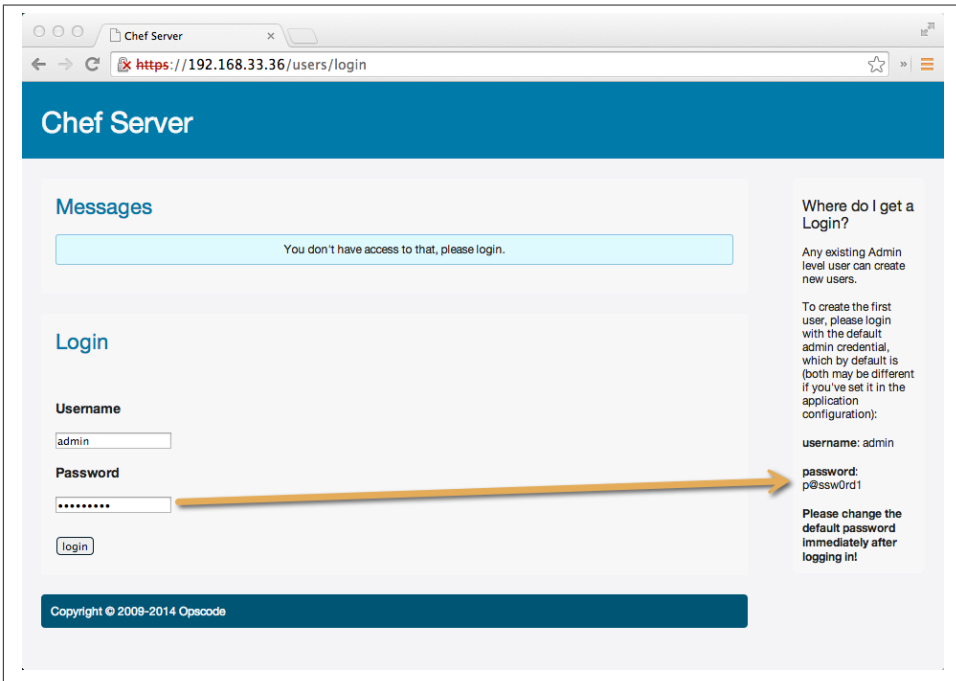 Chef Server
https://192.168.33.36/users/login
Chef Server
Messages
You don't have access to that, please login.
Login
Username
admin
Password
login
Copyright © 2009-2014 Opscode
Where do I get a
Login?
Any existing Admin
level user can create
new users.
To create the first
user, please login
with the default
admin credential,
which by default is
(both may be different
if you've set it in the
application
configuration):
username: admin
password:
p@ssw0rd1
Please change the
default password
immediately after
logging in!